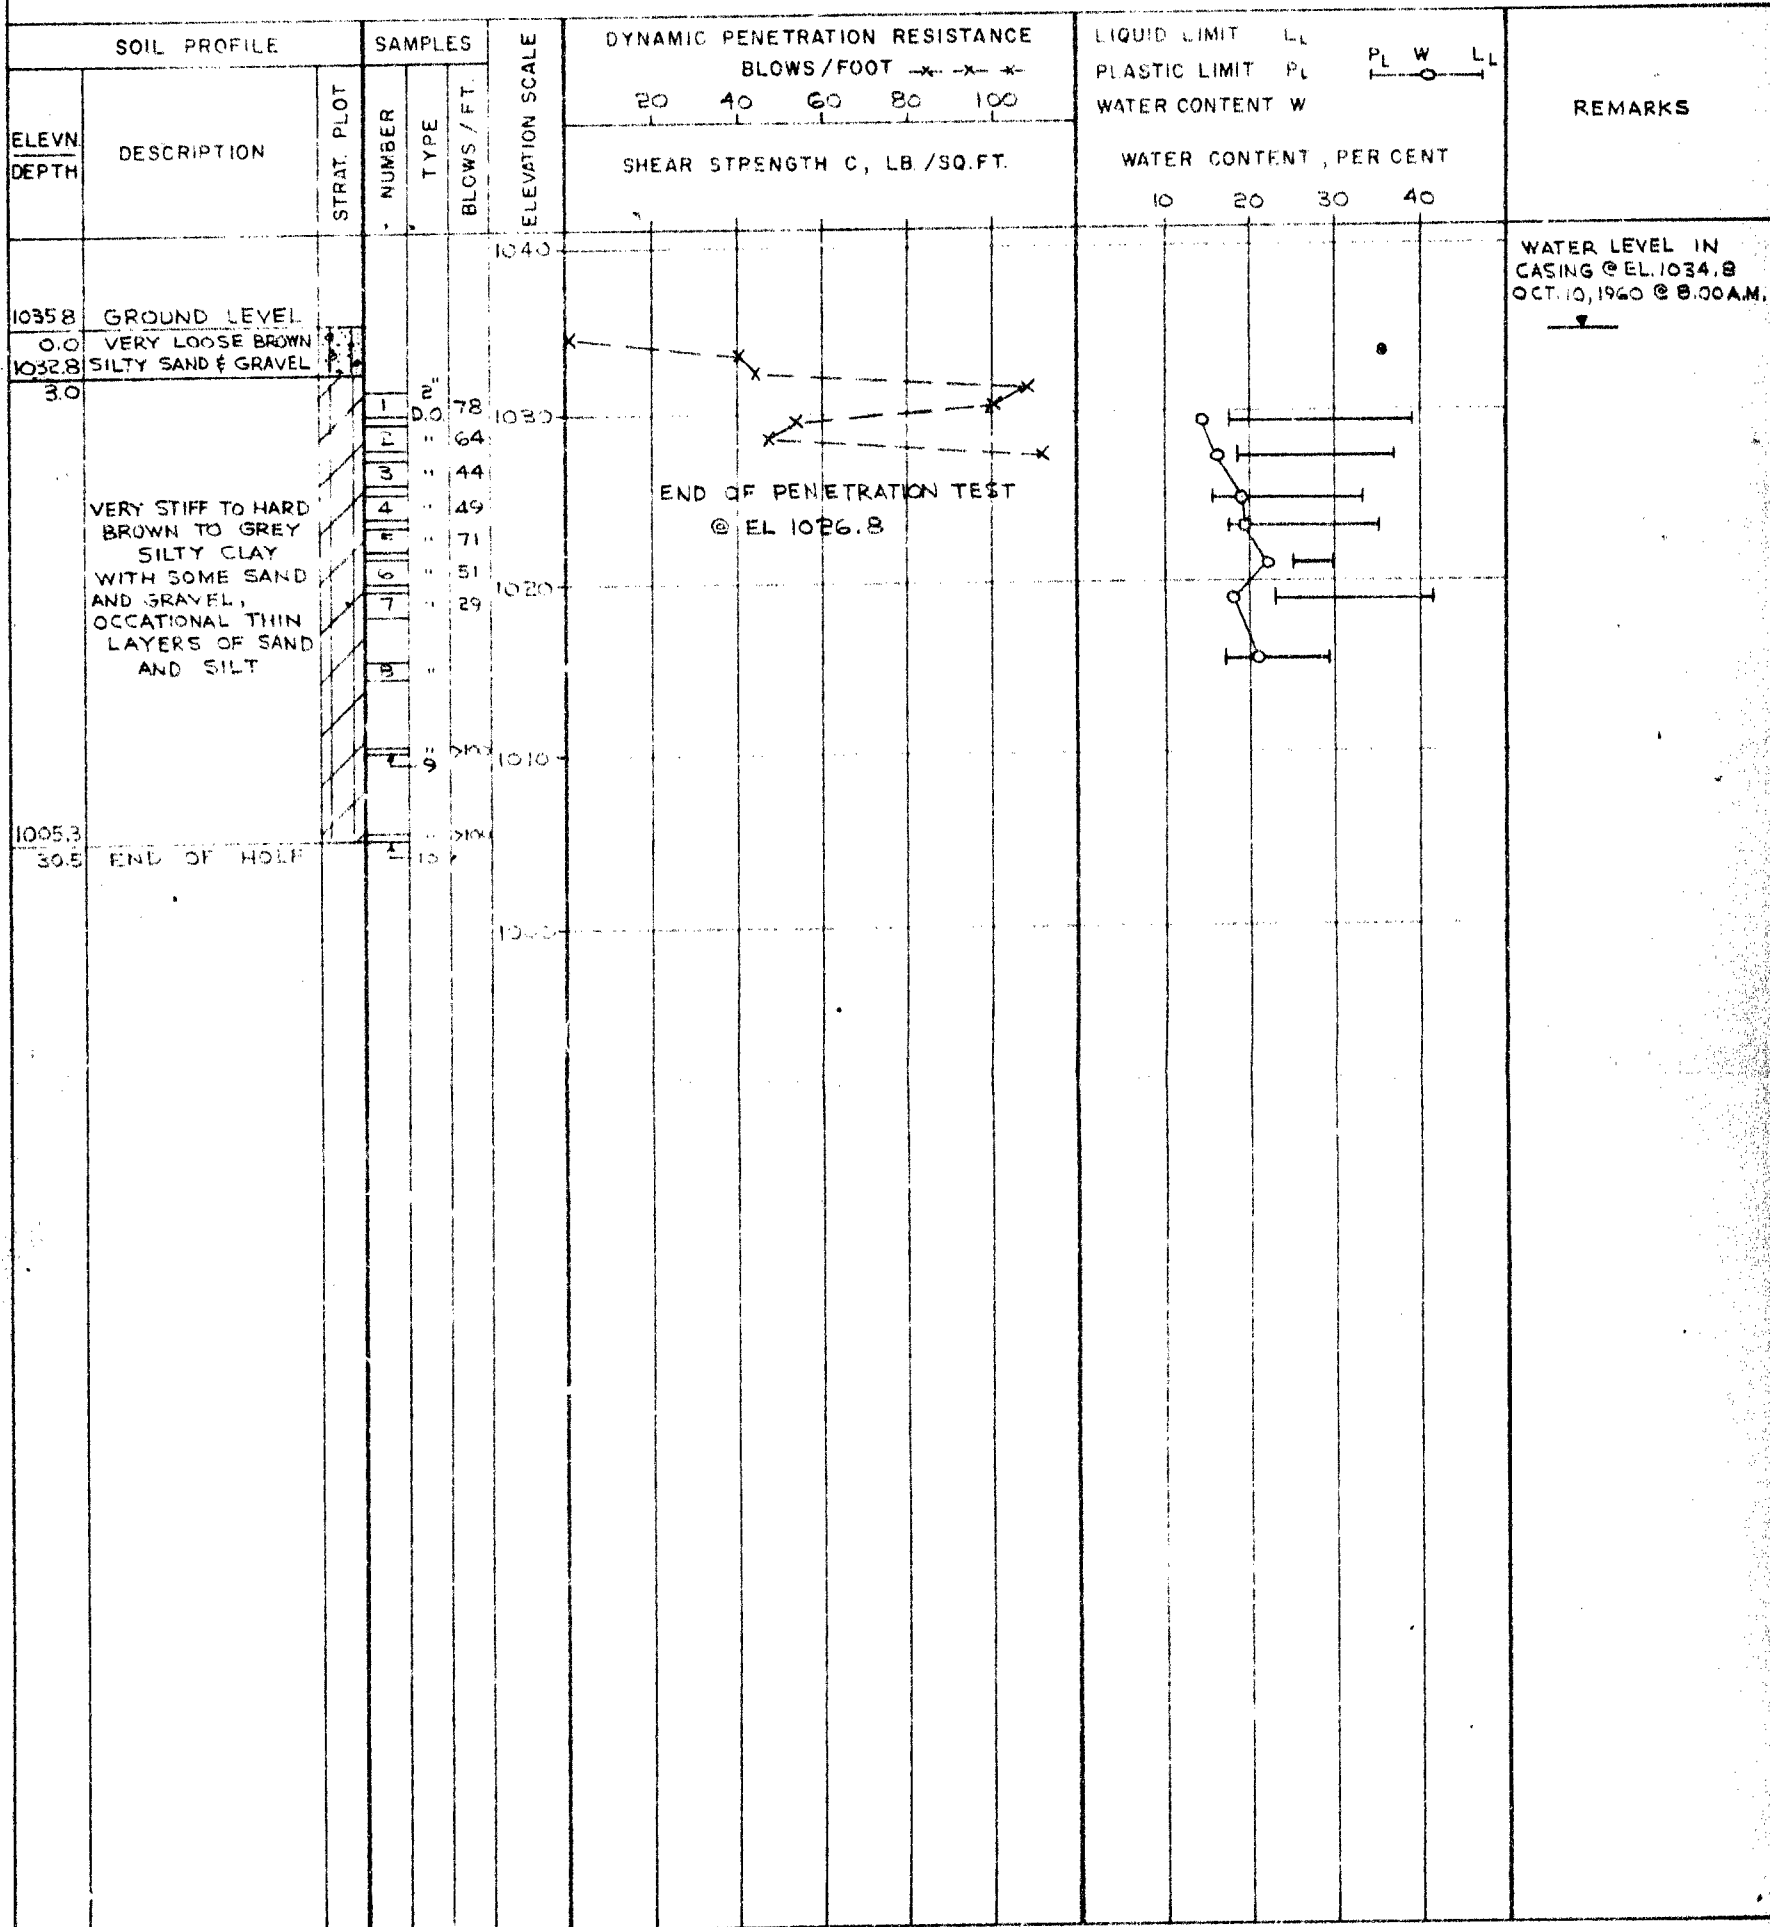 SOIL PROFILE
SAMPLES
ELEVATION SCALE
DYNAMIC PENETRATION RESISTANCE
BLOWS/FOOT -x- -x- -x-
20 40 60 80 100
SHEAR STRENGTH C, LB./SQ.FT.
LIQUID LIMIT LL
PLASTIC LIMIT PL
WATER CONTENT W
PL W LL
WATER CONTENT, PER CENT
10 20 30 40
REMARKS
ELEVN.
DEPTH
DESCRIPTION
STRAT. PLOT
NUMBER
TYPE
BLOWS/FT.
1040
WATER LEVEL IN
CASING @ EL. 1034.8
OCT. 10, 1960 @ 8.00 A.M.
1035.8 GROUND LEVEL
0.0 VERY LOOSE BROWN
1032.8 SILTY SAND & GRAVEL
3.0
1 2" D.O. 78
1030
2 " 64
3 " 44
4 " 49
" 71
6 " 51
1020
7 " 29
8 "
VERY STIFF TO HARD
BROWN TO GREY
SILTY CLAY
WITH SOME SAND
AND GRAVEL,
OCCATIONAL THIN
LAYERS OF SAND
AND SILT
END OF PENETRATION TEST
@ EL 1026.8
" 
9
1010
1005.3
" 
30.5 END OF HOLE
10